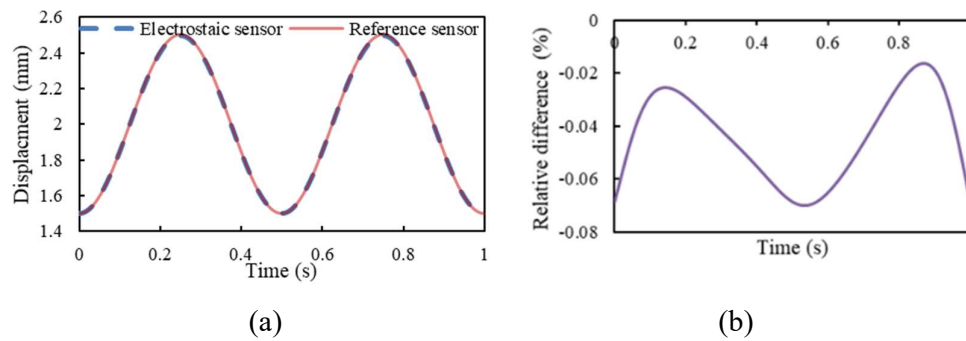 2.6
Electrostaic sensor
Reference sensor
2.4
2.2
2
1.8
1.6
1.4
Displacment (mm)
0
0.2
0.4
0.6
0.8
1
Time (s)
(a)
0
0
0.2
0.4
0.6
0.8
-0.02
-0.04
-0.06
-0.08
Relative difference (%)
Time (s)
(b)